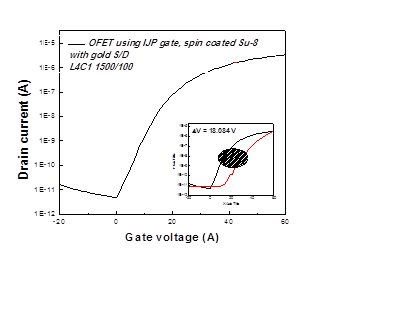 1E-5
1E-6
1E-7
1E-8
1E-9
1E-10
1E-11
1E-12
Drain current (A)
OFET using IJP gate, spin coated Su-8
with gold S/D
L4C1 1500/100
ΔV = 18.084 V
-20
0
20
40
60
Gate voltage (A)